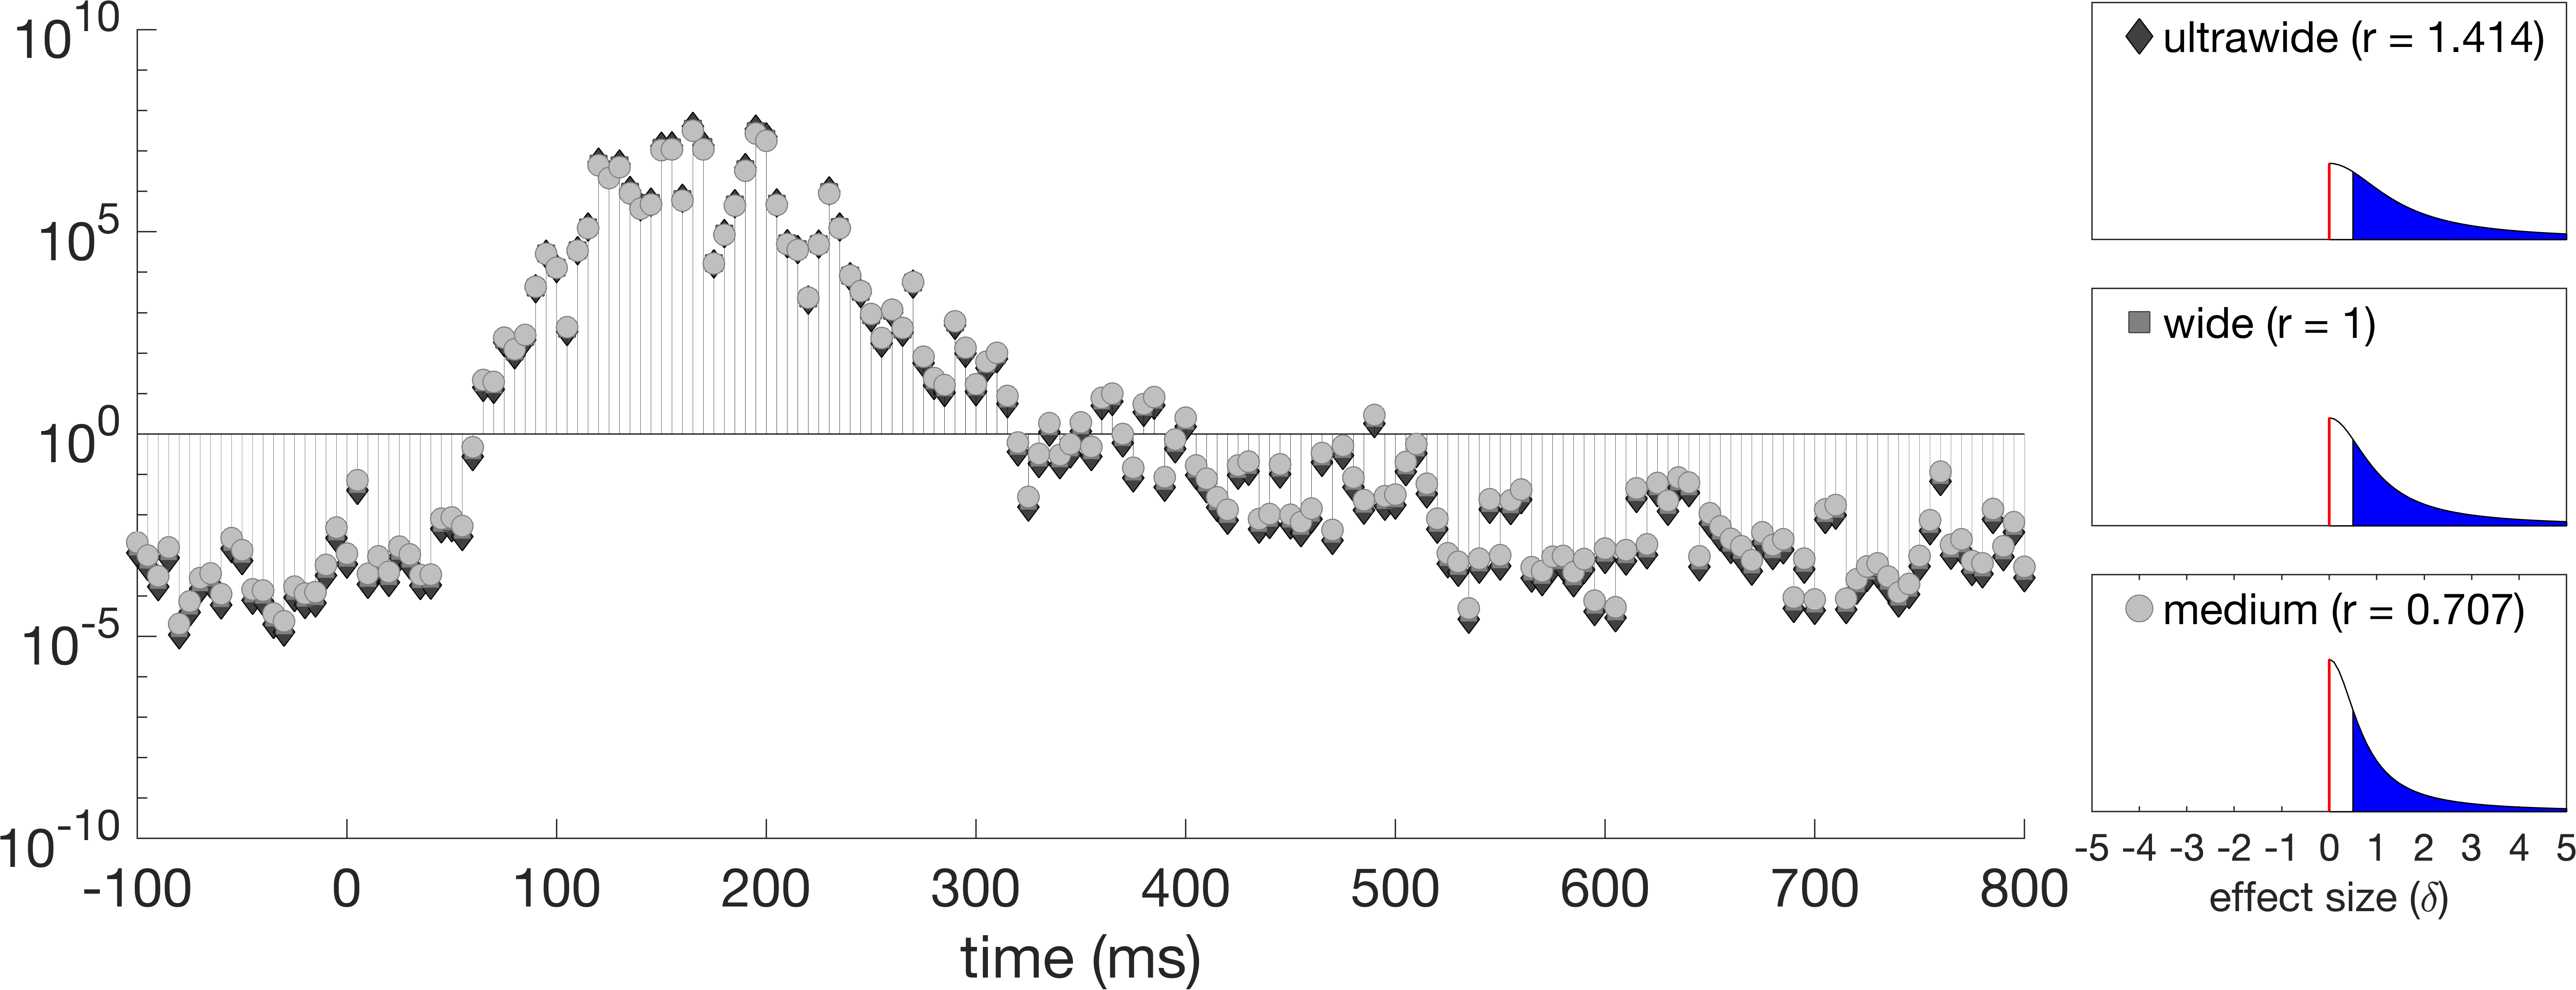 10^10
10^5
10^0
10^-5
10^-10
-100 0 100 200 300 400 500 600 700 800
time (ms)
ultrawide (r = 1.414)
wide (r = 1)
medium (r = 0.707)
-5 -4 -3 -2 -1 0 1 2 3 4 5
effect size (δ)